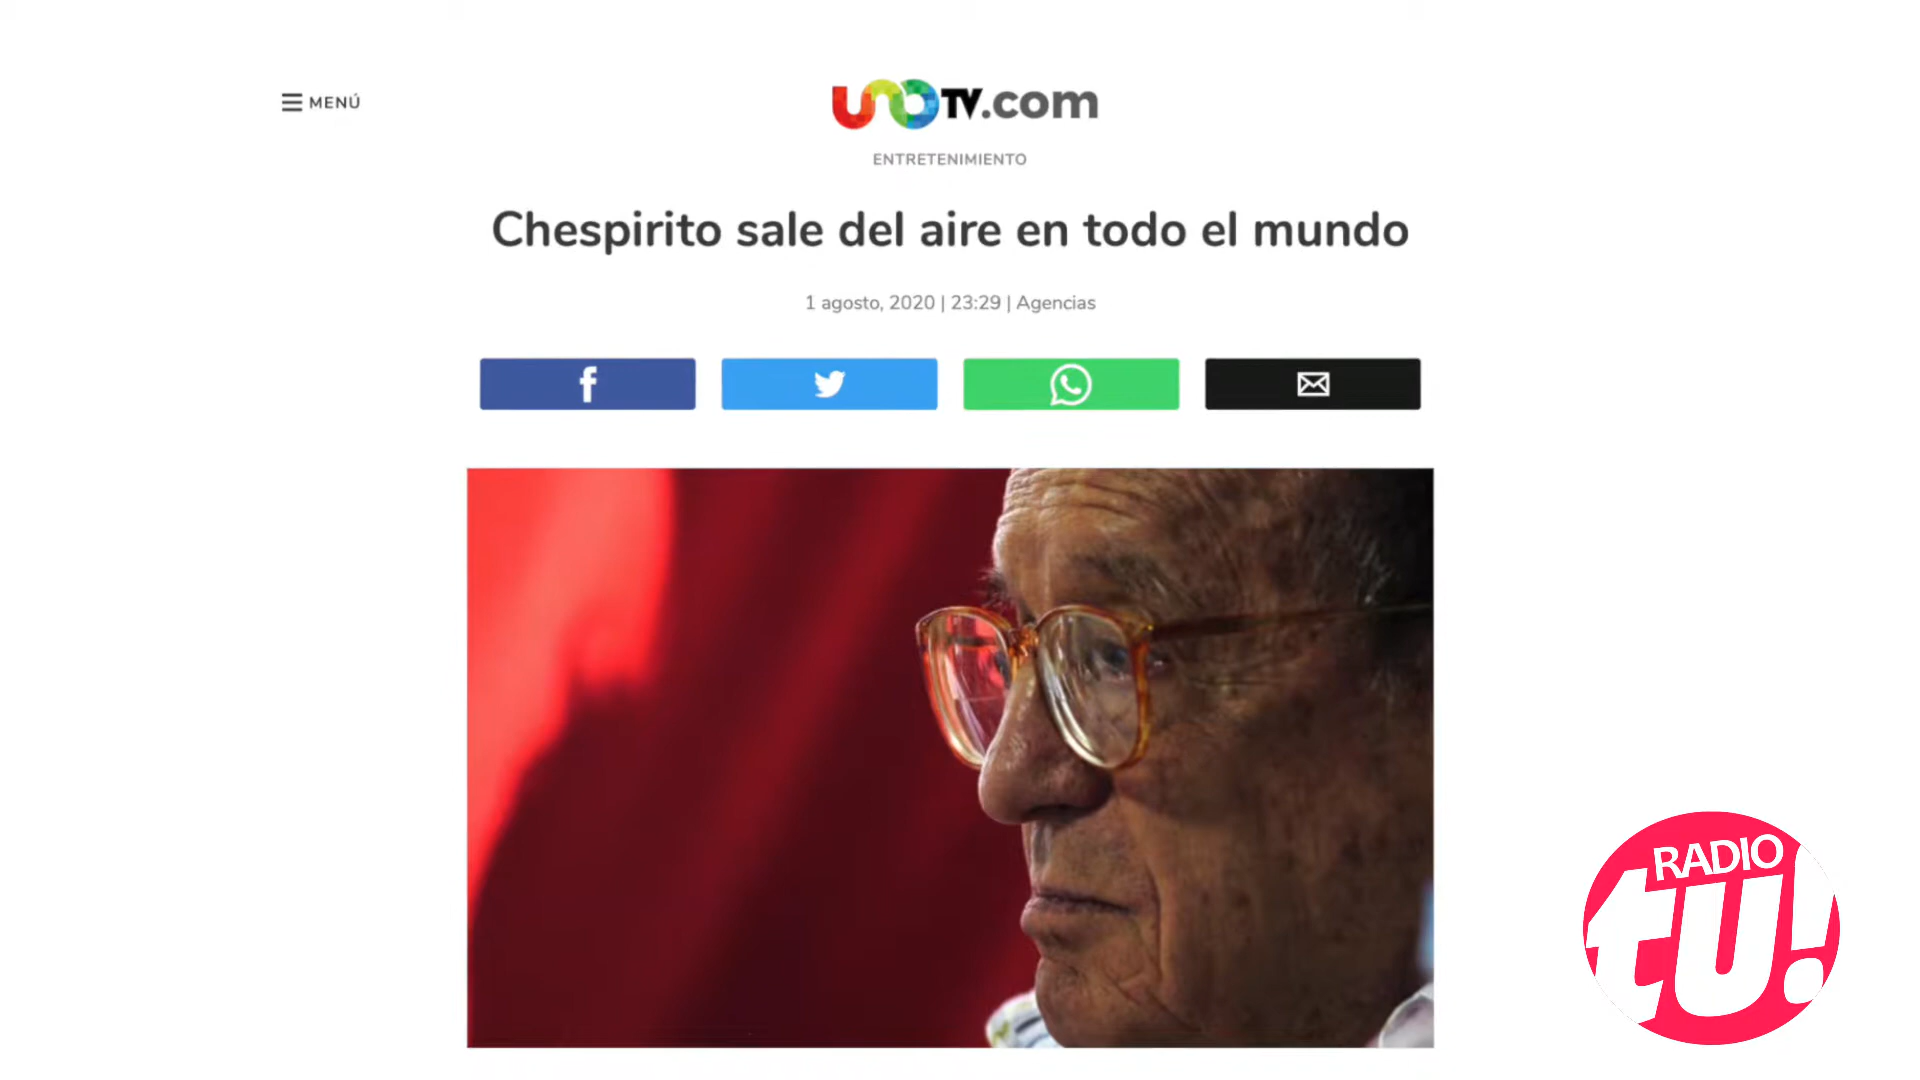 MENÚ
unoTV.com
ENTRETENIMIENTO
Chespirito sale del aire en todo el mundo
1 agosto, 2020 | 23:29 | Agencias
f
RADIO
tU!